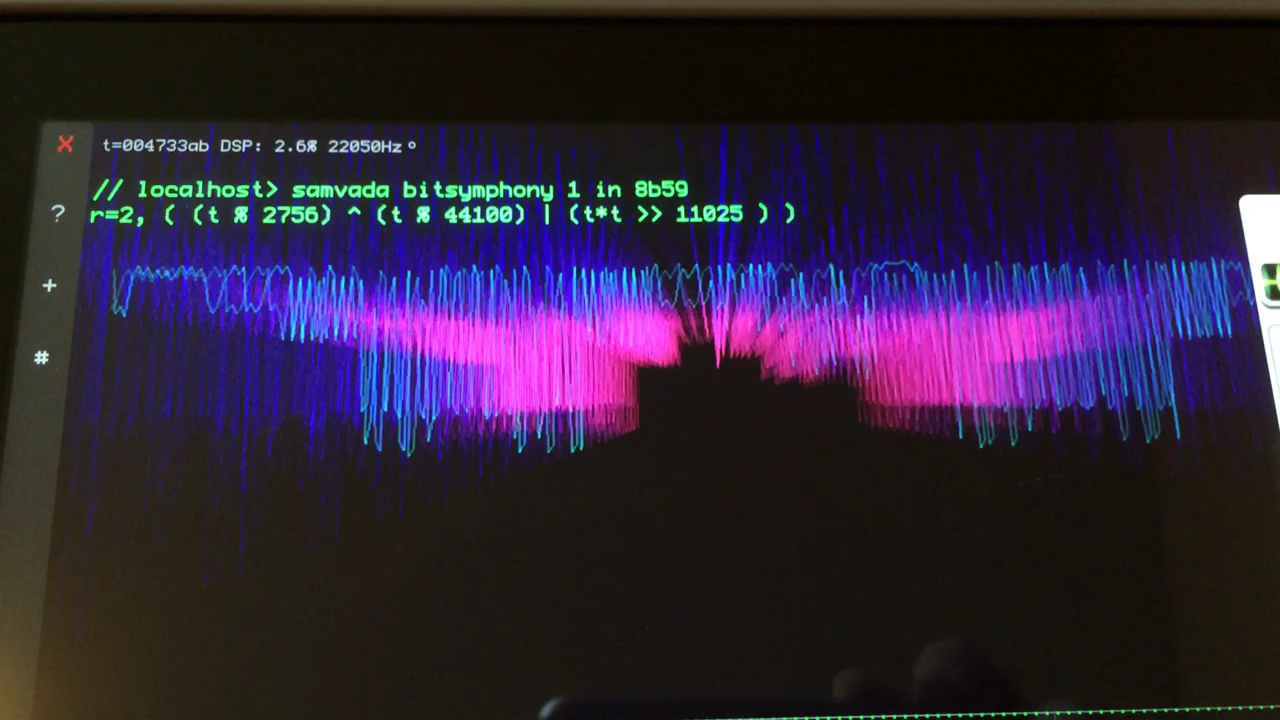 X
t=004733ab DSP: 2.6% 22050Hz
// localhost> samvada bitsymphony 1 in 8b59
?
r=2, ( (t % 2756) ^ (t % 44100) | (t*t >> 11025 ) )
+
#